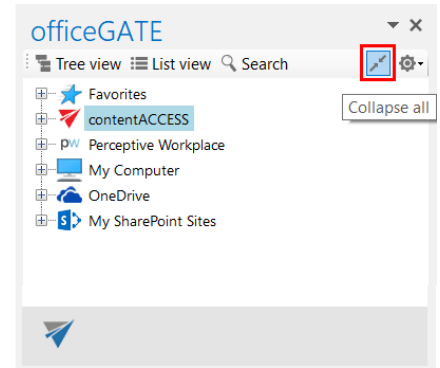 officeGATE
Tree view List view Search
Collapse all
Favorites
contentACCESS
pw Perceptive Workplace
My Computer
OneDrive
S My SharePoint Sites